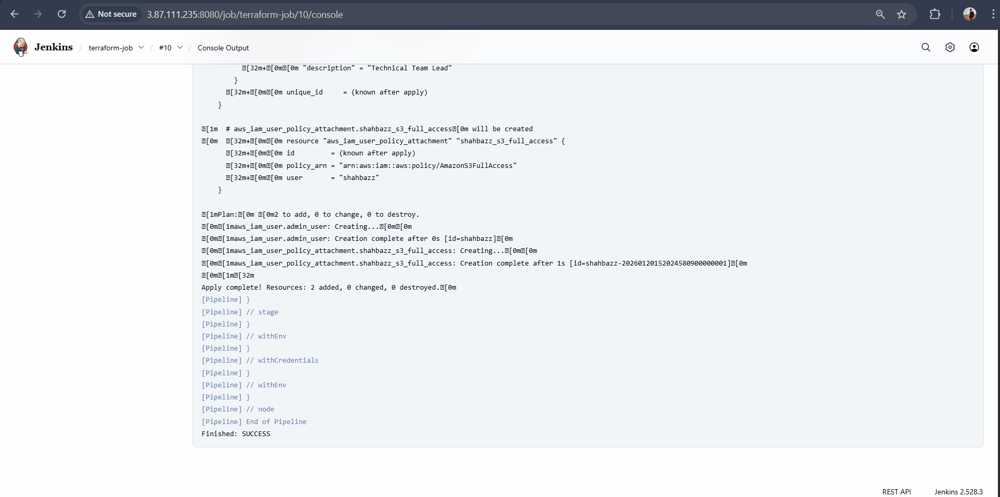 Not secure 3.87.111.235:8080/job/terraform-job/10/console
Jenkins / terraform-job / #10 / Console Output
[32m+[0m[0m "description" = "Technical Team Lead"
}
[32m+[0m[0m unique_id = (known after apply)
}
[1m # aws_iam_user_policy_attachment.shahbazz_s3_full_access[0m will be created
[0m [32m+[0m[0m resource "aws_iam_user_policy_attachment" "shahbazz_s3_full_access" {
[32m+[0m[0m id = (known after apply)
[32m+[0m[0m policy_arn = "arn:aws:iam::aws:policy/AmazonS3FullAccess"
[32m+[0m[0m user = "shahbazz"
}
[1mPlan:[0m [0m2 to add, 0 to change, 0 to destroy.
[0m[1maws_iam_user.admin_user: Creating...[0m[0m
[0m[1maws_iam_user.admin_user: Creation complete after 0s [id=shahbazz][0m
[0m[1maws_iam_user_policy_attachment.shahbazz_s3_full_access: Creating...[0m[0m
[0m[1maws_iam_user_policy_attachment.shahbazz_s3_full_access: Creation complete after 1s [id=shahbazz-20260120152024580900000001][0m
[0m[1m[32m
Apply complete! Resources: 2 added, 0 changed, 0 destroyed.[0m
[Pipeline] }
[Pipeline] // stage
[Pipeline] }
[Pipeline] // withEnv
[Pipeline] }
[Pipeline] // withCredentials
[Pipeline] }
[Pipeline] // withEnv
[Pipeline] }
[Pipeline] // node
[Pipeline] End of Pipeline
Finished: SUCCESS
REST API Jenkins 2.528.3